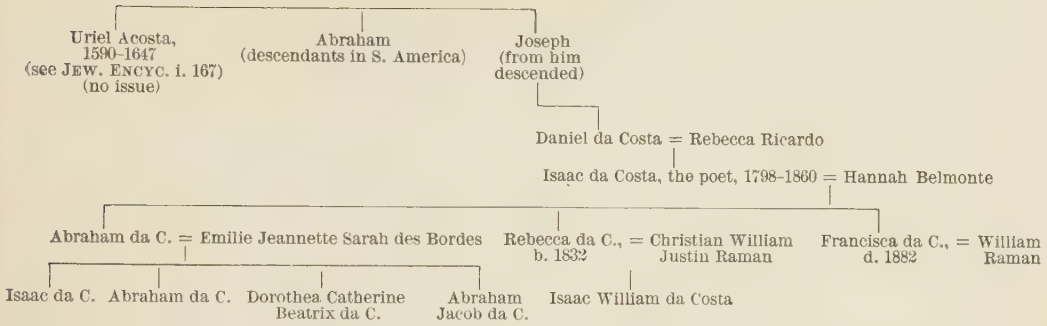 Uriel Acosta,
1590–1647
(see JEW. ENCYC. i. 167)
(no issue)
Abraham
(descendants in S. America)
Joseph
(from him
descended)
Daniel da Costa = Rebecca Ricardo
Isaac da Costa, the poet, 1798–1860 = Hannah Belmonte
Abraham da C. = Emilie Jeannette Sarah des Bordes
Rebecca da C., = Christian William
b. 1832 Justin Raman
Francisca da C., = William
d. 1882 Raman
Isaac da C.
Abraham da C.
Dorothea Catherine
Beatrix da C.
Abraham
Jacob da C.
Isaac William da Costa